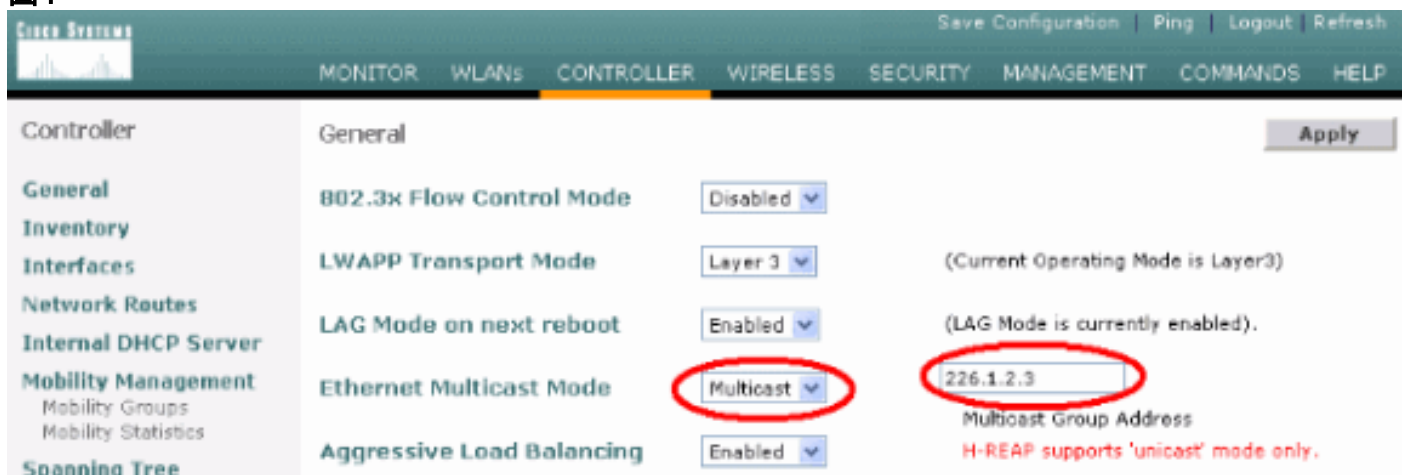 图1
CISCO SYSTEMS
Save Configuration | Ping | Logout | Refresh
MONITOR WLANs CONTROLLER WIRELESS SECURITY MANAGEMENT COMMANDS HELP
Controller
General
Inventory
Interfaces
Network Routes
Internal DHCP Server
Mobility Management
Mobility Groups
Mobility Statistics
Spanning Tree
General
Apply
802.3x Flow Control Mode Disabled
LWAPP Transport Mode Layer 3 (Current Operating Mode is Layer3)
LAG Mode on next reboot Enabled (LAG Mode is currently enabled).
Ethernet Multicast Mode Multicast 226.1.2.3
Multicast Group Address
Aggressive Load Balancing Enabled H-REAP supports 'unicast' mode only.